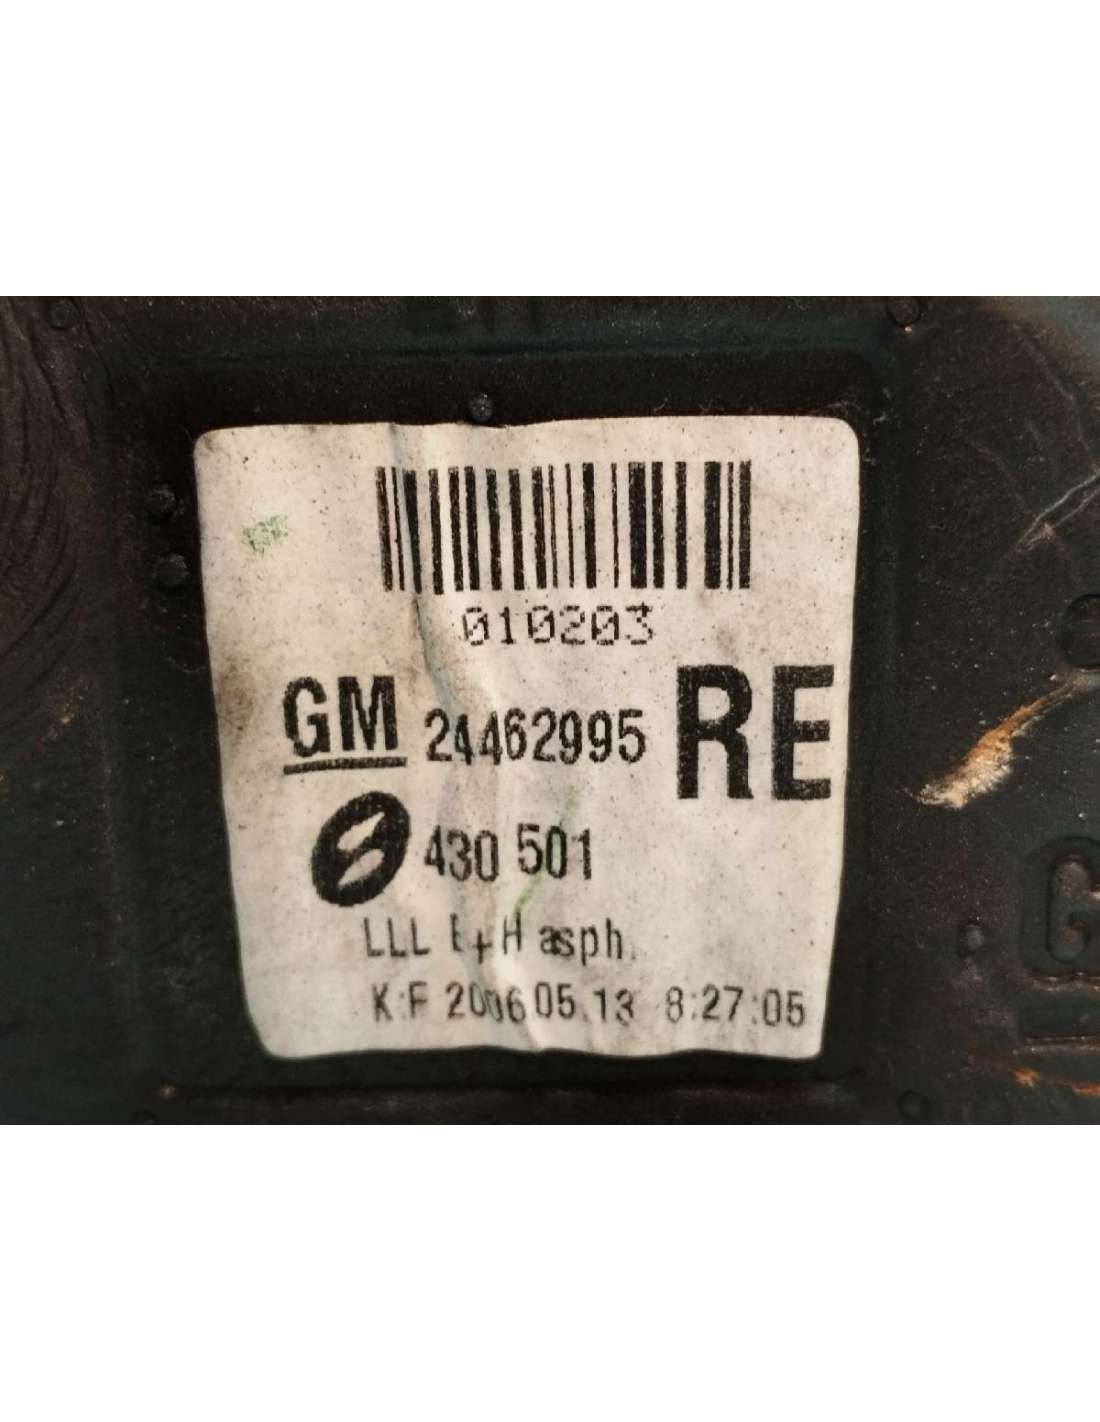 010203
GM 24462995 RE
430 501
LLL E+H asph.
K:F 2006.05.13 8:27:05
G